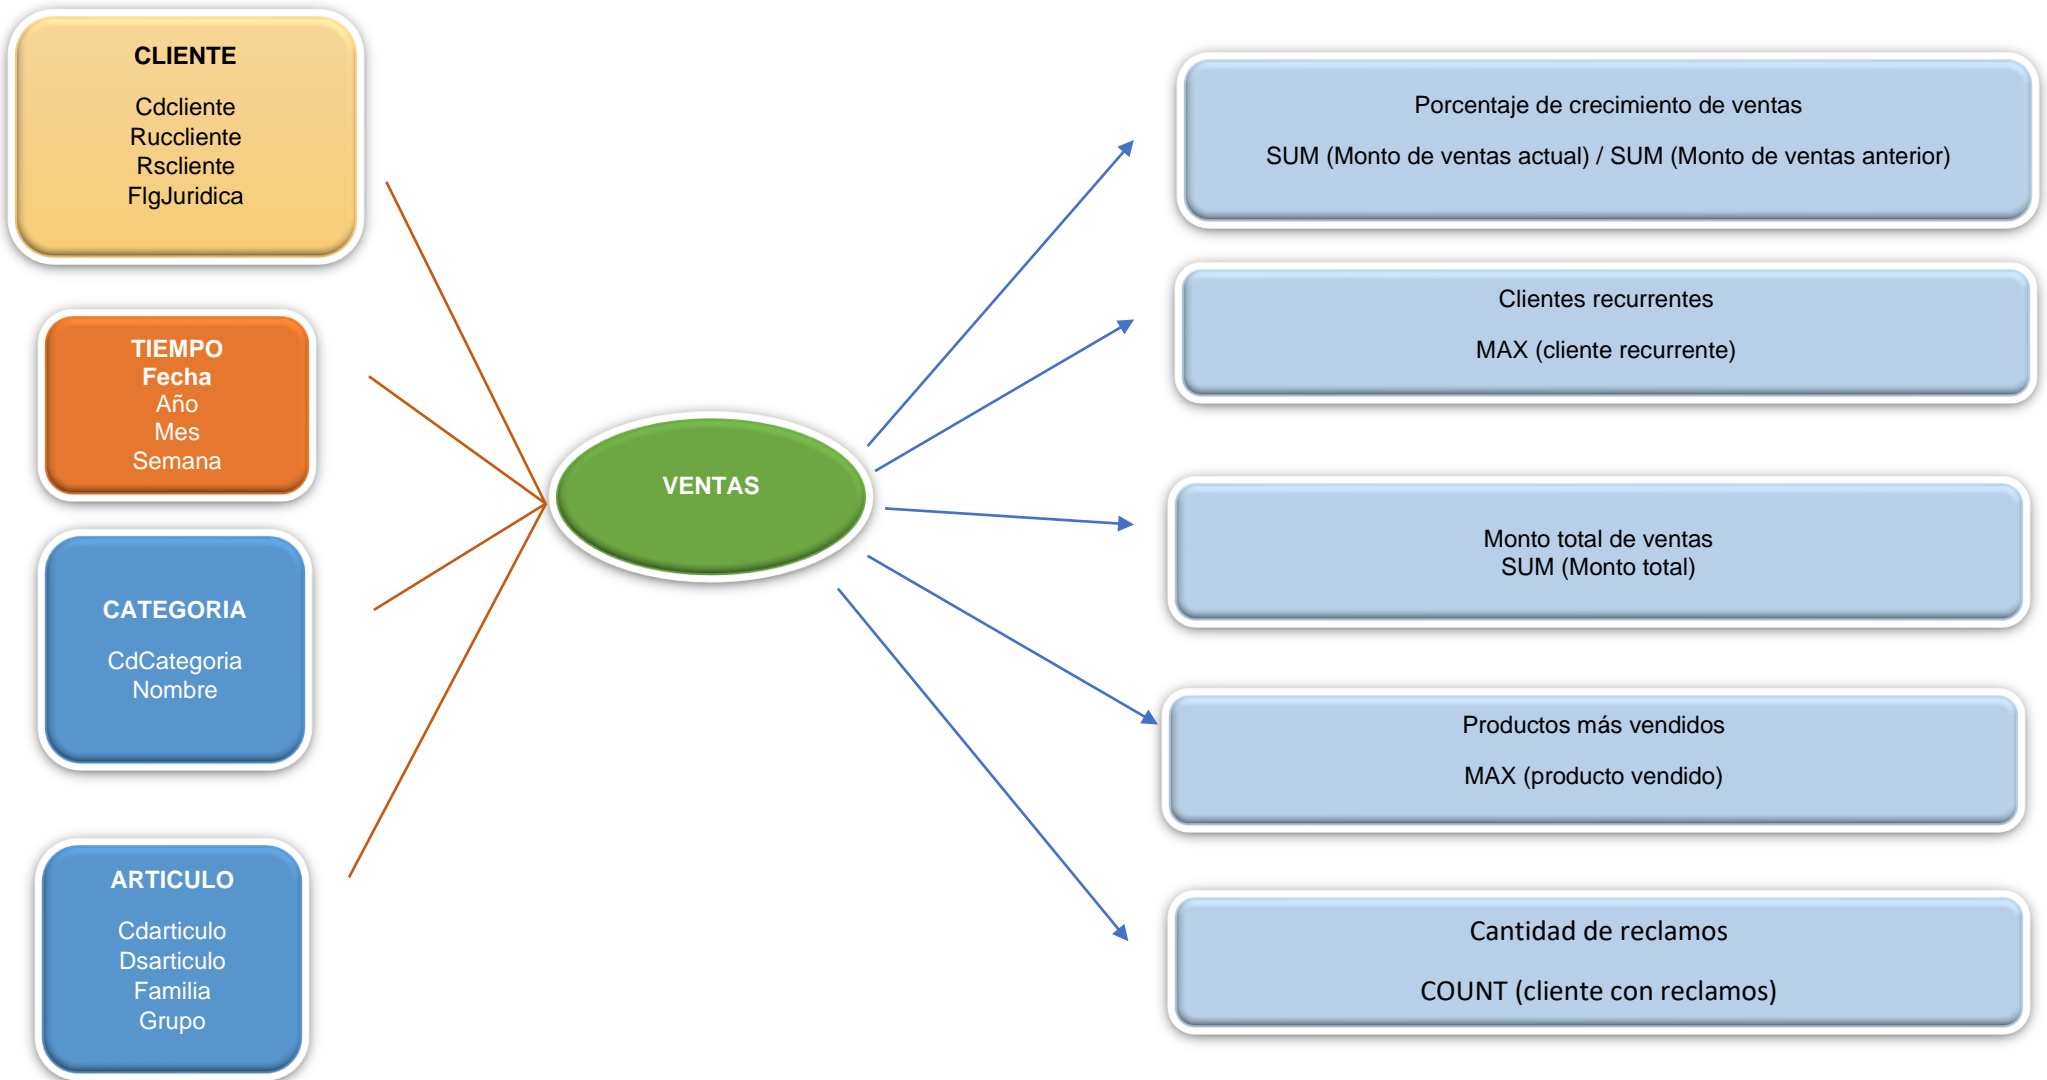 CLIENTE
Cdcliente
Ruccliente
Rscliente
FlgJuridica
TIEMPO
Fecha
Año
Mes
Semana
CATEGORIA
CdCategoria
Nombre
ARTICULO
Cdarticulo
Dsarticulo
Familia
Grupo
VENTAS
Porcentaje de crecimiento de ventas
SUM (Monto de ventas actual) / SUM (Monto de ventas anterior)
Clientes recurrentes
MAX (cliente recurrente)
Monto total de ventas
SUM (Monto total)
Productos más vendidos
MAX (producto vendido)
Cantidad de reclamos
COUNT (cliente con reclamos)